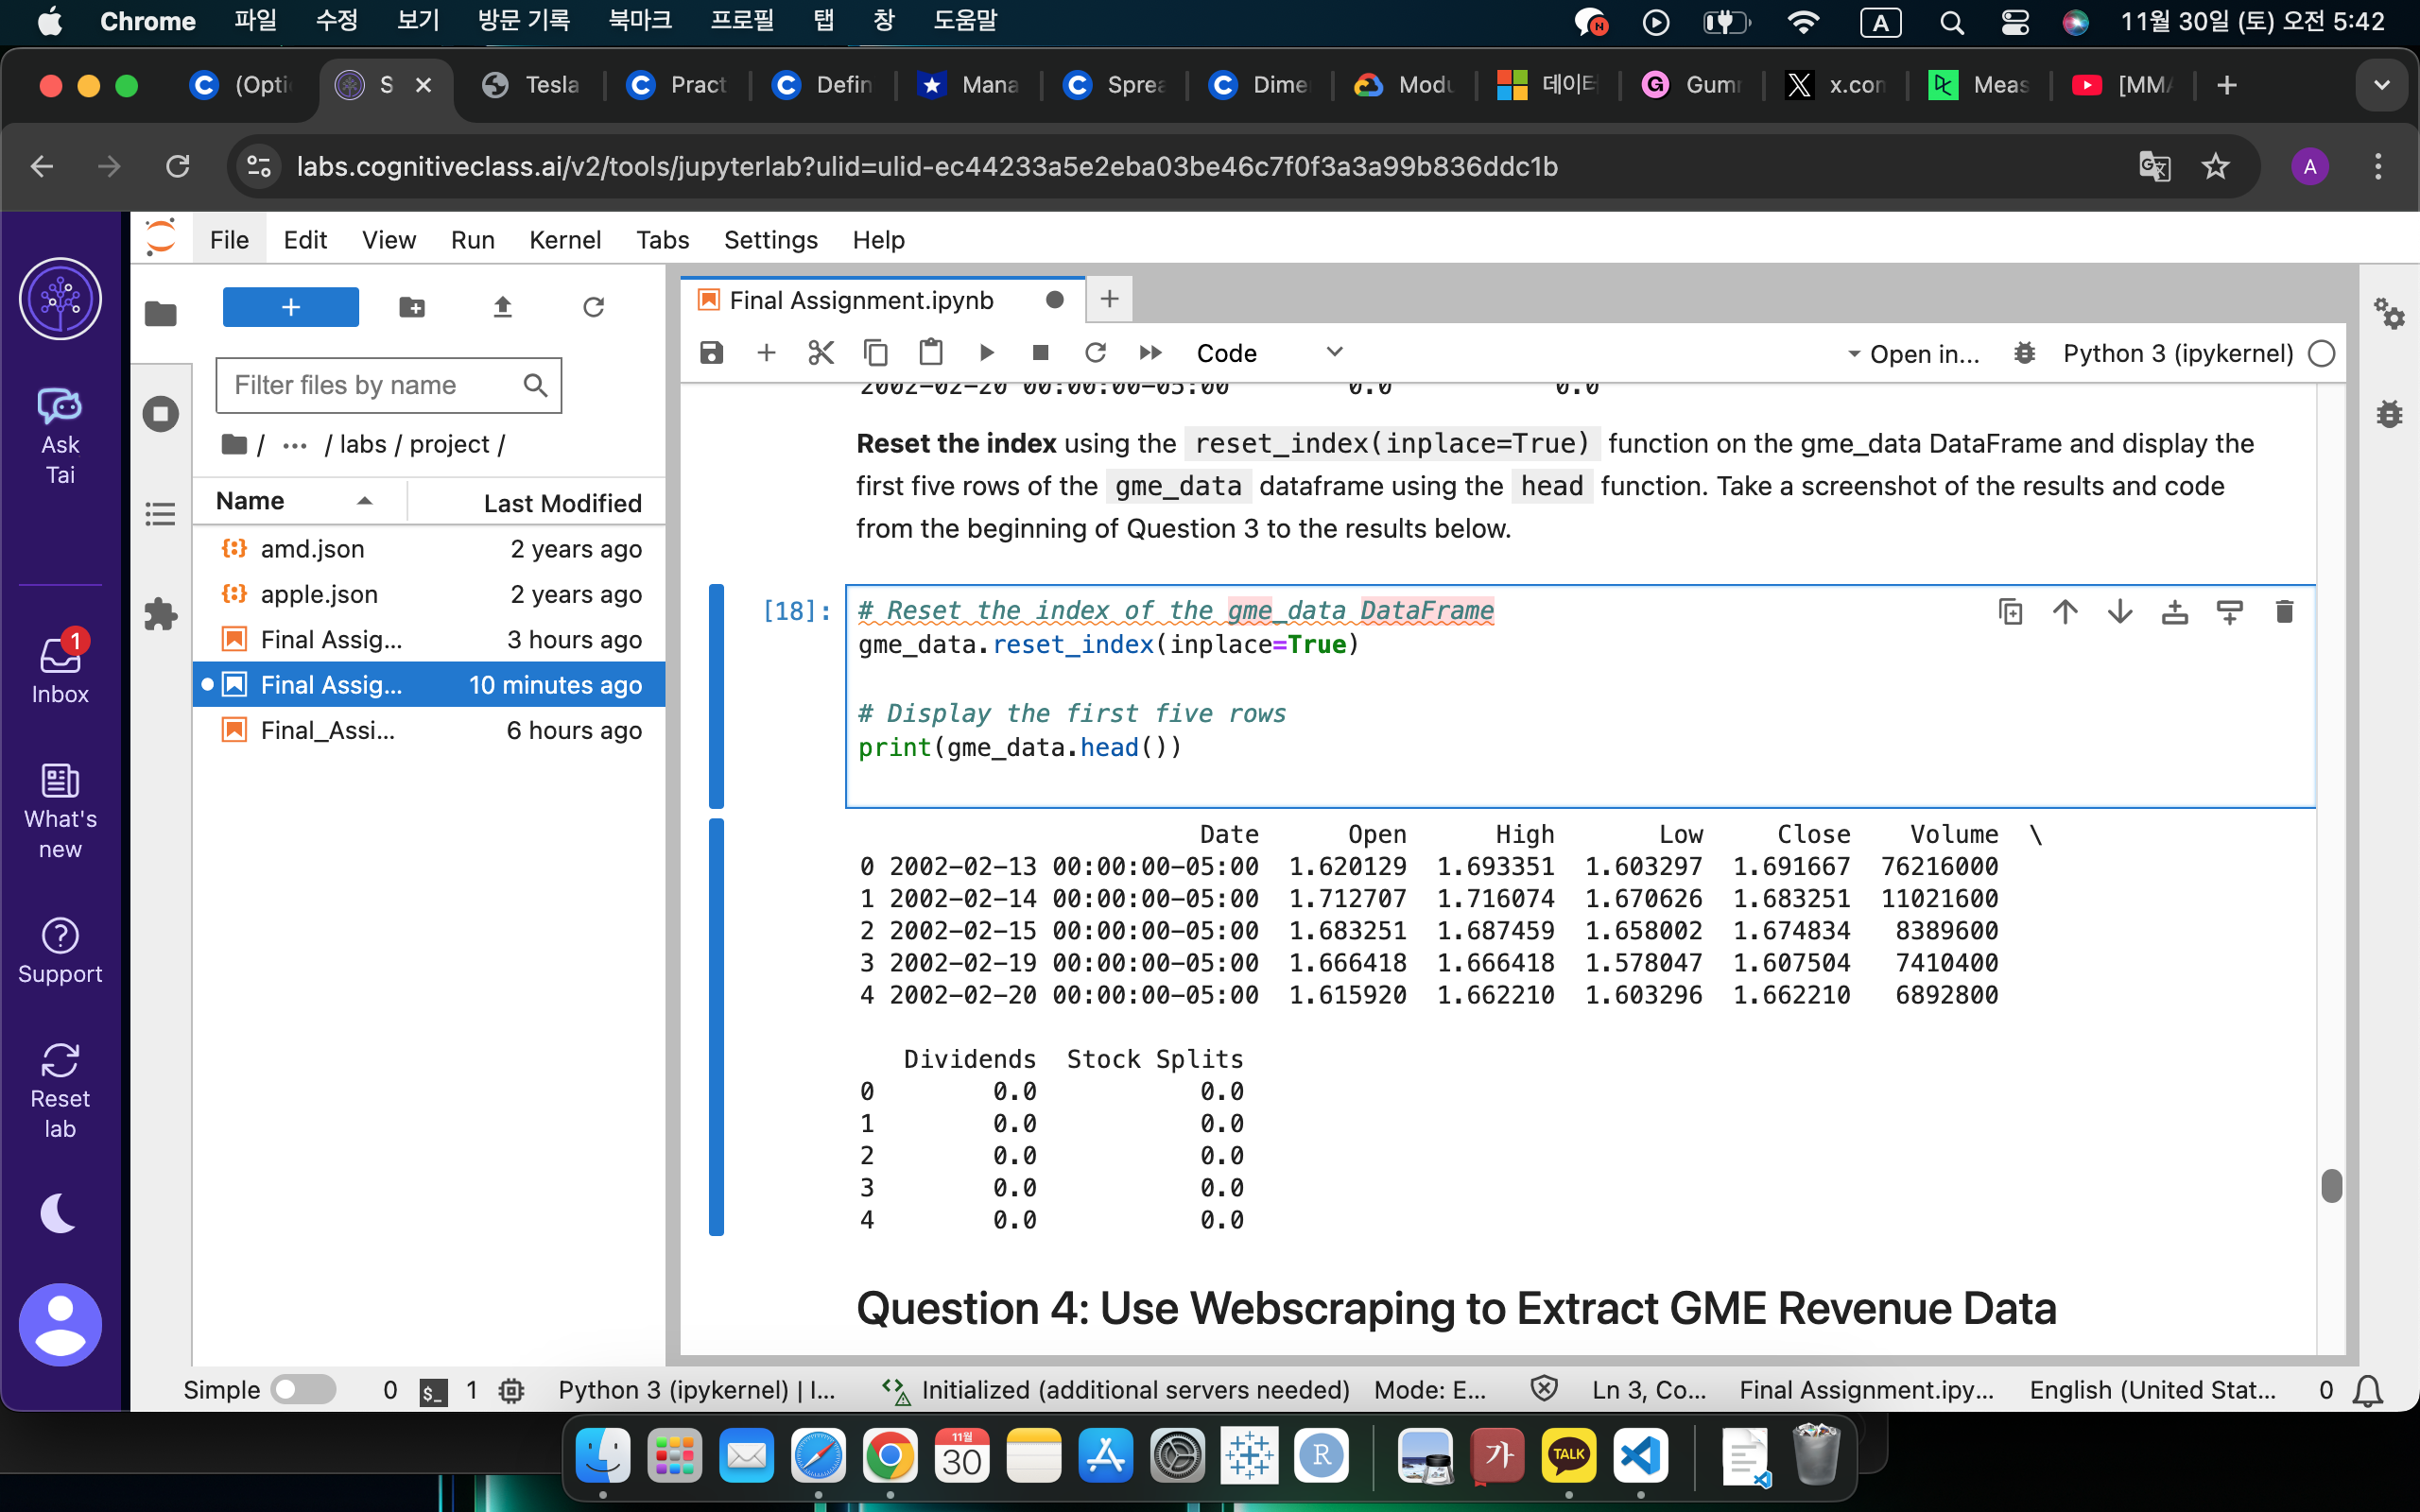 Chrome 파일 수정 보기 방문 기록 북마크 프로필 탭 창 도움말 N A 11월 30일 (토) 오전 5:42
(Opti S Tesla Pract Defin Mana Sprea Dime Modu 데이터 Gumr x.con Meas [MM
labs.cognitiveclass.ai/v2/tools/jupyterlab?ulid=ulid-ec44233a5e2eba03be46c7f0f3a3a99b836ddc1b A
File Edit View Run Kernel Tabs Settings Help
Ask
Tai
1
Inbox
What's
new
Support
Reset
lab
Filter files by name
/ ··· / labs / project /
Name Last Modified
amd.json 2 years ago
apple.json 2 years ago
Final Assig... 3 hours ago
Final Assig... 10 minutes ago
Final_Assi... 6 hours ago
Final Assignment.ipynb
Code Open in... Python 3 (ipykernel)
2002-02-20 00:00:00-05:00 0.0 0.0
Reset the index using the reset_index(inplace=True) function on the gme_data DataFrame and display the
first five rows of the gme_data dataframe using the head function. Take a screenshot of the results and code
from the beginning of Question 3 to the results below.
[18]: # Reset the index of the gme_data DataFrame
gme_data.reset_index(inplace=True)
# Display the first five rows
print(gme_data.head())
Date Open High Low Close Volume \
0 2002-02-13 00:00:00-05:00 1.620129 1.693351 1.603297 1.691667 76216000
1 2002-02-14 00:00:00-05:00 1.712707 1.716074 1.670626 1.683251 11021600
2 2002-02-15 00:00:00-05:00 1.683251 1.687459 1.658002 1.674834 8389600
3 2002-02-19 00:00:00-05:00 1.666418 1.666418 1.578047 1.607504 7410400
4 2002-02-20 00:00:00-05:00 1.615920 1.662210 1.603296 1.662210 6892800
Dividends Stock Splits
0 0.0 0.0
1 0.0 0.0
2 0.0 0.0
3 0.0 0.0
4 0.0 0.0
Question 4: Use Webscraping to Extract GME Revenue Data
Simple 0 $_ 1 Python 3 (ipykernel) | I... Initialized (additional servers needed) Mode: E... Ln 3, Co... Final Assignment.ipy... English (United Stat... 0
11월
30
R
가
TALK